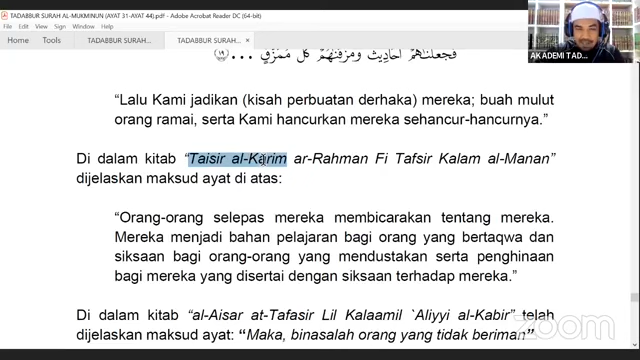 TADABBUR SURAH AL-MUKMINUN (AYAT 31-AYAT 44).pdf - Adobe Acrobat Reader DC (64-bit)
File Edit View Sign Window Help
Home Tools TADABBUR SURAH... TADABBUR SURAH... ×
AKADEMI TAD...
فَجَعَلْنَاهُمْ أَحَادِيثَ وَمَزَّقْنَاهُمْ كُلَّ مُمَزَّقٍ ... ﴿١٩﴾
“Lalu Kami jadikan (kisah perbuatan derhaka) mereka; buah mulut
orang ramai, serta Kami hancurkan mereka sehancur-hancurnya.”
Di dalam kitab “Taisir al-Karim ar-Rahman Fi Tafsir Kalam al-Manan”
dijelaskan maksud ayat di atas:
“Orang-orang selepas mereka membicarakan tentang mereka.
Mereka menjadi bahan pelajaran bagi orang yang bertaqwa dan
siksaan bagi orang-orang yang mendustakan serta penghinaan
bagi mereka yang disertai dengan siksaan terhadap mereka.”
Di dalam kitab “al-Aisar at-Tafasir Lil Kalaamil `Aliyyi al-Kabir” telah
dijelaskan maksud ayat: “Maka, binasalah orang yang tidak beriman”
zoom